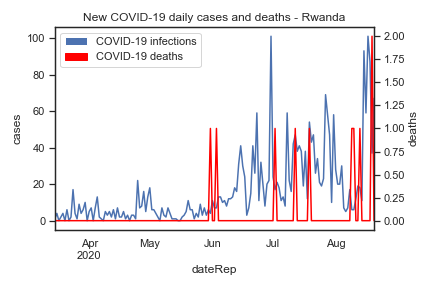 New COVID-19 daily cases and deaths - Rwanda
COVID-19 infections
COVID-19 deaths
100
80
60
40
20
0
cases
2.00
1.75
1.50
1.25
1.00
0.75
0.50
0.25
0.00
deaths
Apr
2020
May
Jun
Jul
Aug
dateRep